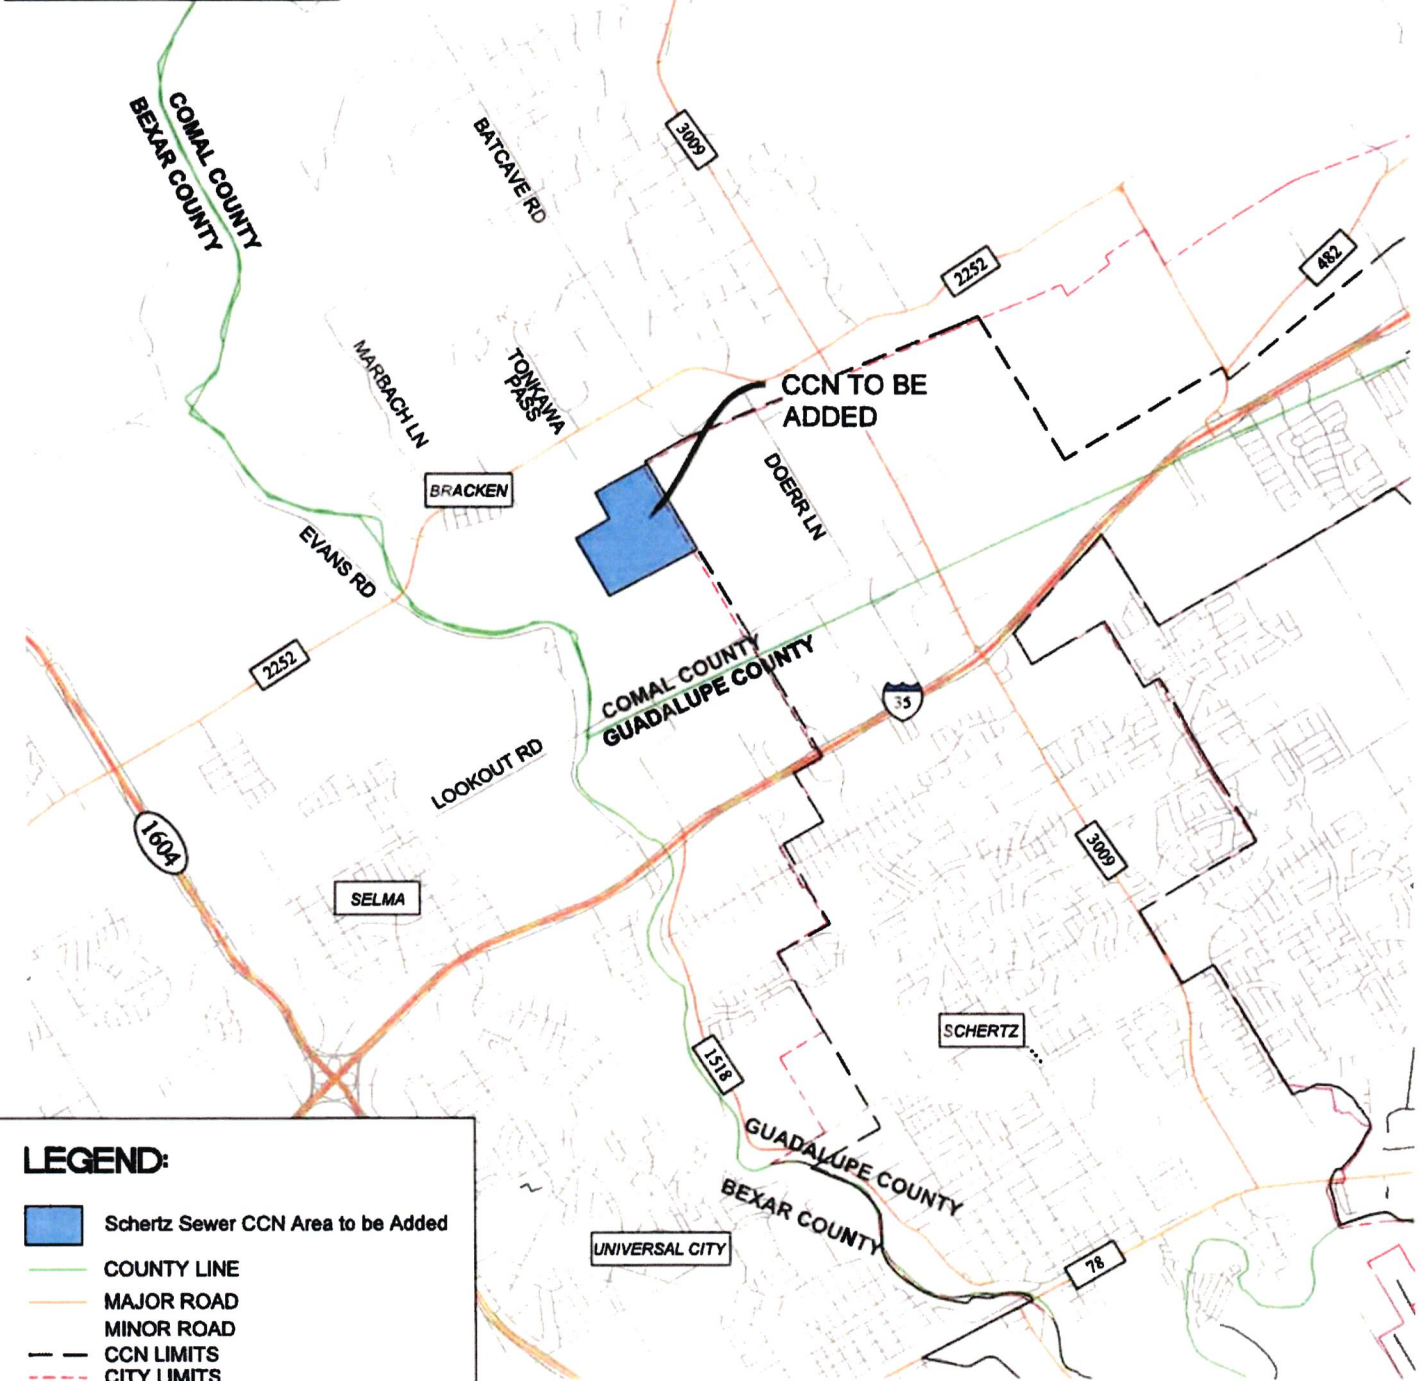 COMAL COUNTY
BEXAR COUNTY
BATCAVE RD
3009
2252
482
MARBACH LN
TONKAWA
PASS
CCN TO BE
ADDED
BRACKEN
DOERR LN
EVANS RD
2252
COMAL COUNTY
GUADALUPE COUNTY
35
LOOKOUT RD
1604
3009
SELMA
SCHERTZ
1518
GUADALUPE COUNTY
BEXAR COUNTY
UNIVERSAL CITY
78
LEGEND:
Schertz Sewer CCN Area to be Added
COUNTY LINE
MAJOR ROAD
MINOR ROAD
CCN LIMITS
CITY LIMITS